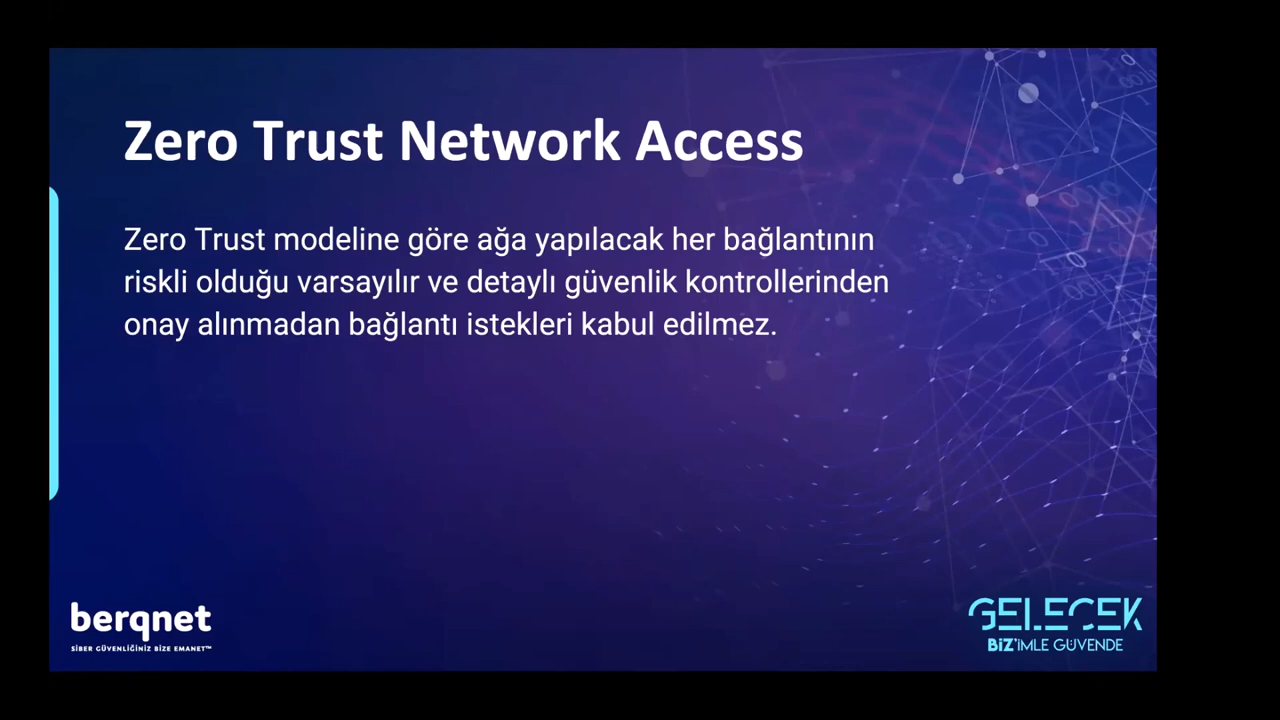 Zero Trust Network Access
Zero Trust modeline göre ağa yapılacak her bağlantının
riskli olduğu varsayılır ve detaylı güvenlik kontrollerinden
onay alınmadan bağlantı istekleri kabul edilmez.
berqnet
SİBER GÜVENLİĞİNİZ BİZE EMANET™
GELECEK
BİZ'İMLE GÜVENDE